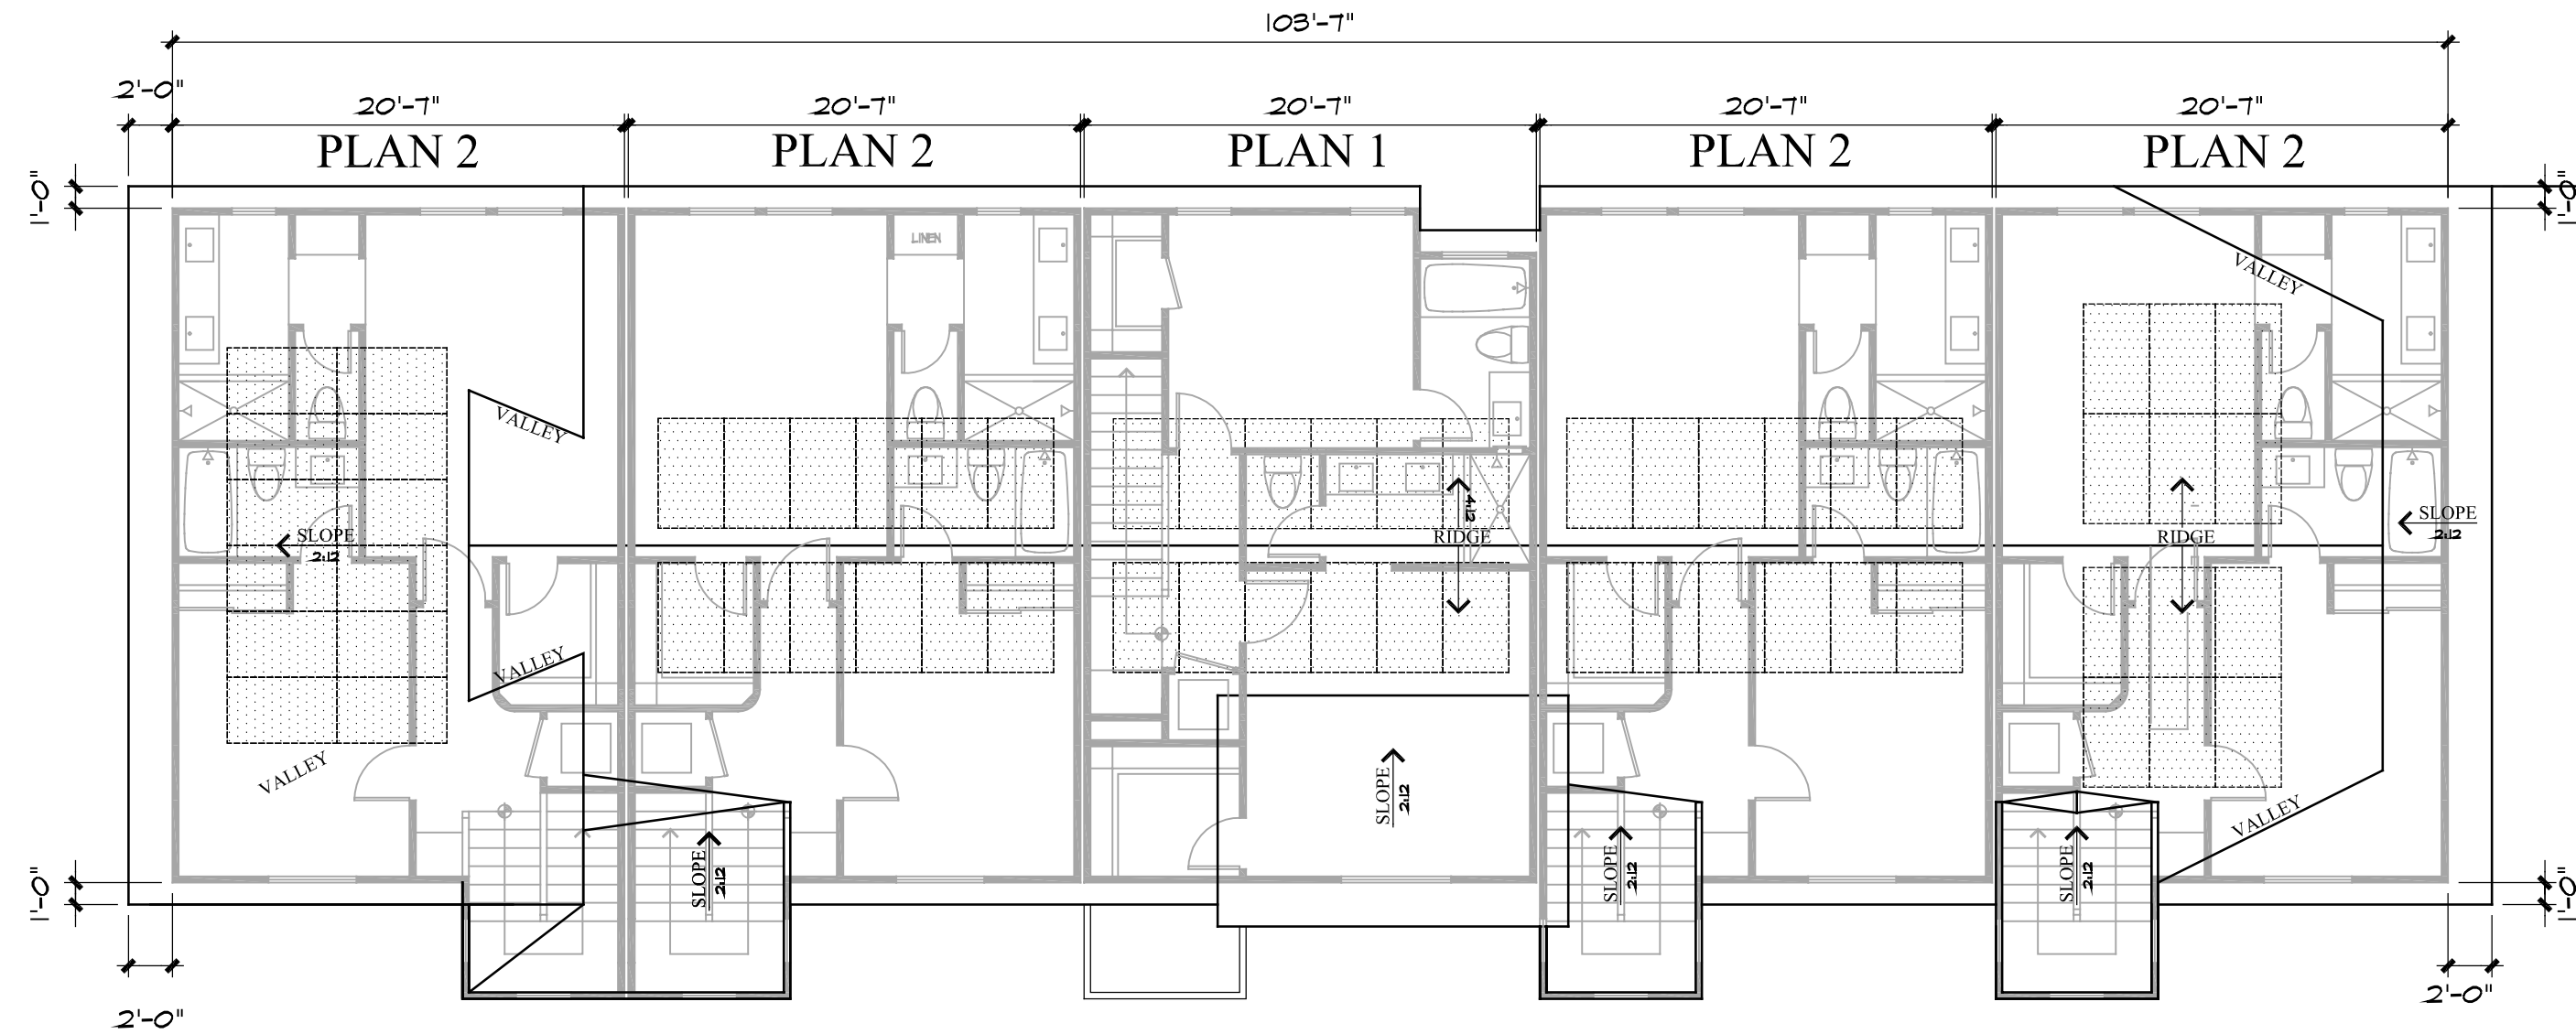 103'-7"
2'-0"
20'-7"
20'-7"
20'-7"
20'-7"
20'-7"
PLAN 2
PLAN 2
PLAN 1
PLAN 2
PLAN 2
1'-0"
1'-0"
LINEN
VALLEY
VALLEY
4:12
SLOPE
2:12
RIDGE
RIDGE
SLOPE
2:12
VALLEY
VALLEY
SLOPE
2:12
VALLEY
SLOPE
2:12
SLOPE
2:12
SLOPE
2:12
1'-0"
1'-0"
2'-0"
2'-0"